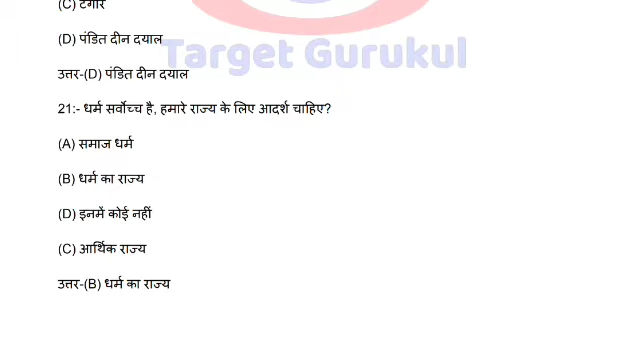 (C) टैगोर
(D) पंडित दीन दयाल
Target Gurukul
उत्तर-(D) पंडित दीन दयाल
21:- धर्म सर्वोच्च है, हमारे राज्य के लिए आदर्श चाहिए?
(A) समाज धर्म
(B) धर्म का राज्य
(D) इनमें कोई नहीं
(C) आर्थिक राज्य
उत्तर-(B) धर्म का राज्य